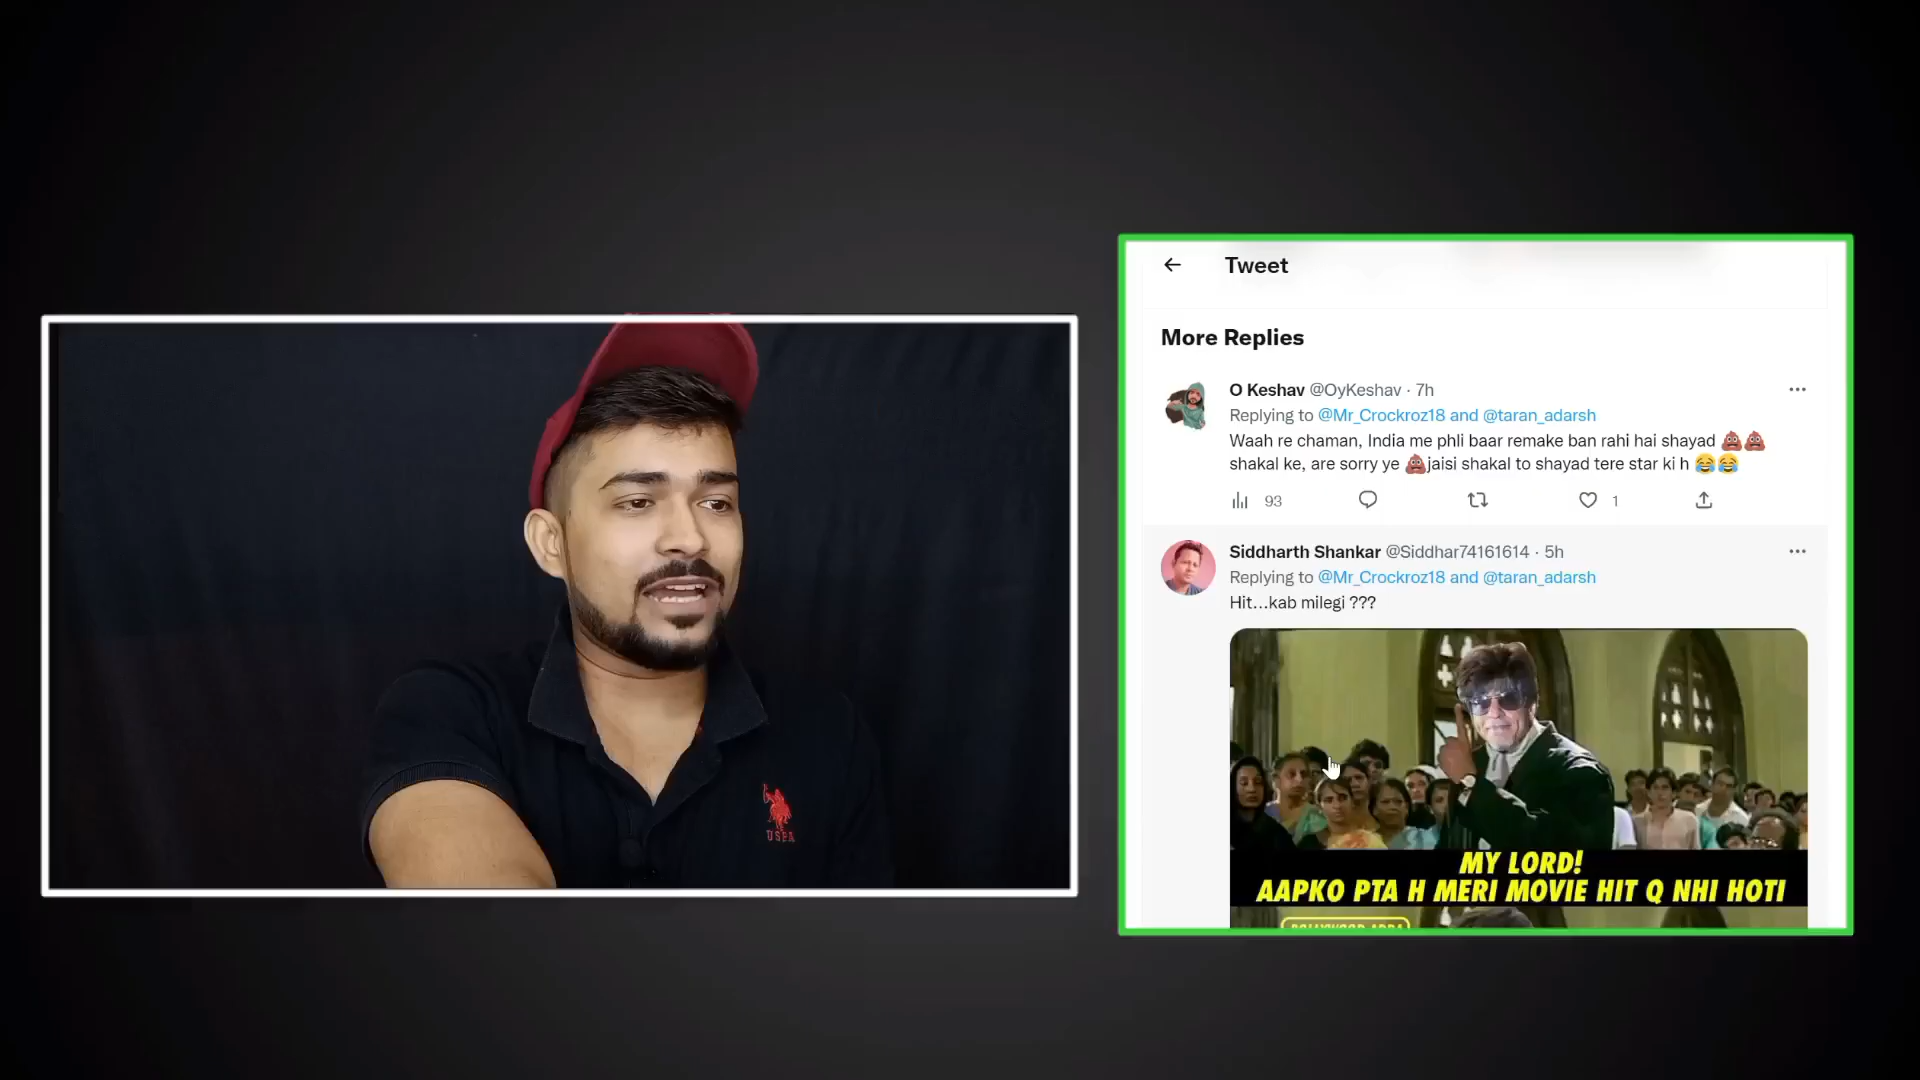 Tweet
More Replies
O Keshav @OyKeshav · 7h
Replying to @Mr_Crockroz18 and @taran_adarsh
Waah re chaman, India me phli baar remake ban rahi hai shayad 💩💩
shakal ke, are sorry ye 💩jaisi shakal to shayad tere star ki h 😂😂
93
1
Siddharth Shankar @Siddhar74161614 · 5h
Replying to @Mr_Crockroz18 and @taran_adarsh
Hit...kab milegi ???
MY LORD!
AAPKO PTA H MERI MOVIE HIT Q NHI HOTI
USPA